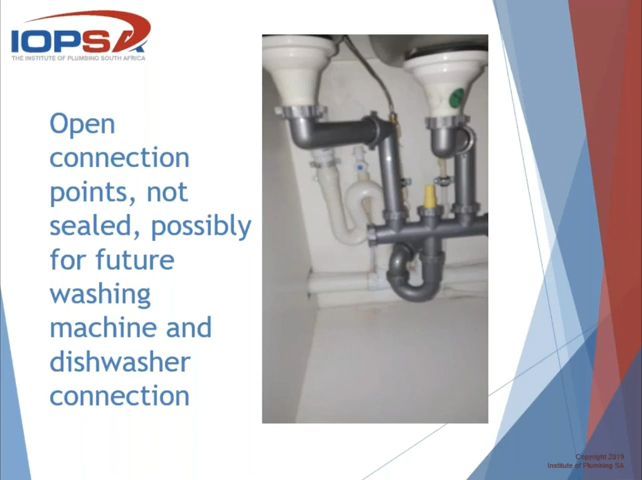 IOPSA
THE INSTITUTE OF PLUMBING SOUTH AFRICA
Open
connection
points, not
sealed, possibly
for future
washing
machine and
dishwasher
connection
Copyright 2019
Institute of Plumbing SA